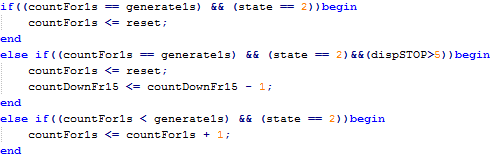 if((countFor1s == generate1s) && (state == 2))begin
countFor1s <= reset;
end
else if((countFor1s == generate1s) && (state == 2)&&(dispSTOP>5))begin
countFor1s <= reset;
countDownFr15 <= countDownFr15 - 1;
end
else if((countFor1s < generate1s) && (state == 2))begin
countFor1s <= countFor1s + 1;
end